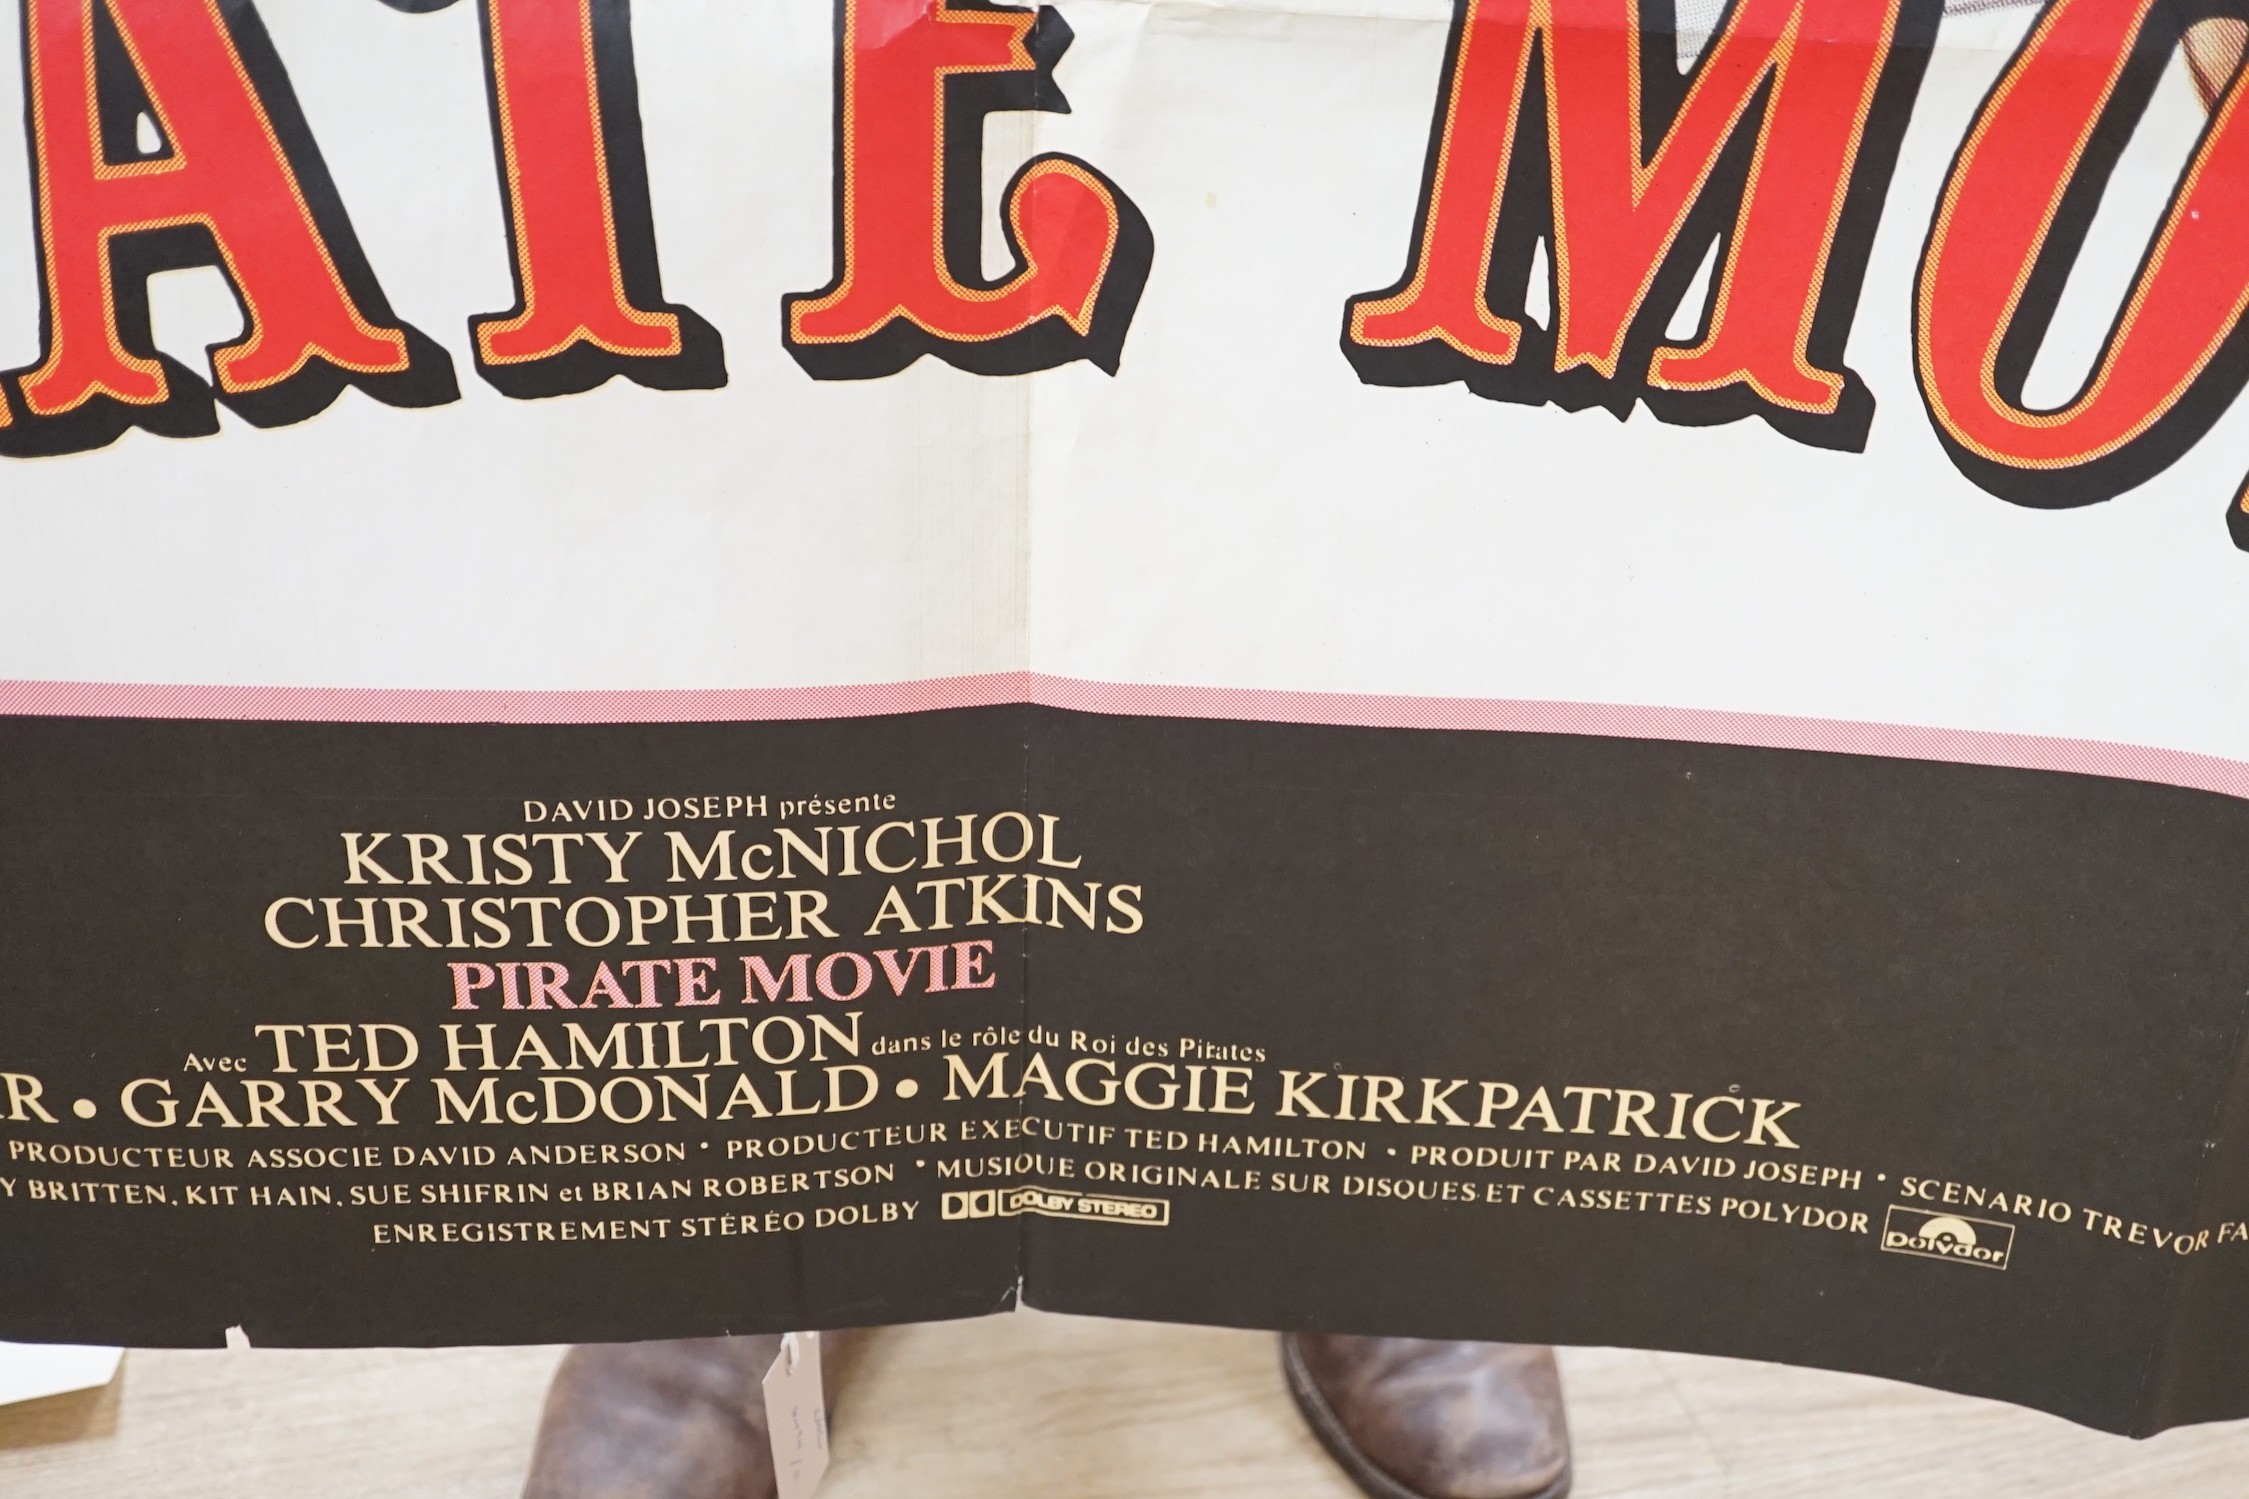 ATE MO
DAVID JOSEPH présente
KRISTY McNICHOL
CHRISTOPHER ATKINS
PIRATE MOVIE
Avec TED HAMILTON dans le rôle du Roi des Pirates
R • GARRY McDONALD • MAGGIE KIRKPATRICK
PRODUCTEUR ASSOCIE DAVID ANDERSON • PRODUCTEUR EXECUTIF TED HAMILTON • PRODUIT PAR DAVID JOSEPH • SCENARIO TREVOR FA
Y BRITTEN, KIT HAIN, SUE SHIFRIN et BRIAN ROBERTSON • MUSIQUE ORIGINALE SUR DISQUES ET CASSETTES POLYDOR polydor
ENREGISTREMENT STÉRÉO DOLBY DOLBY STEREO